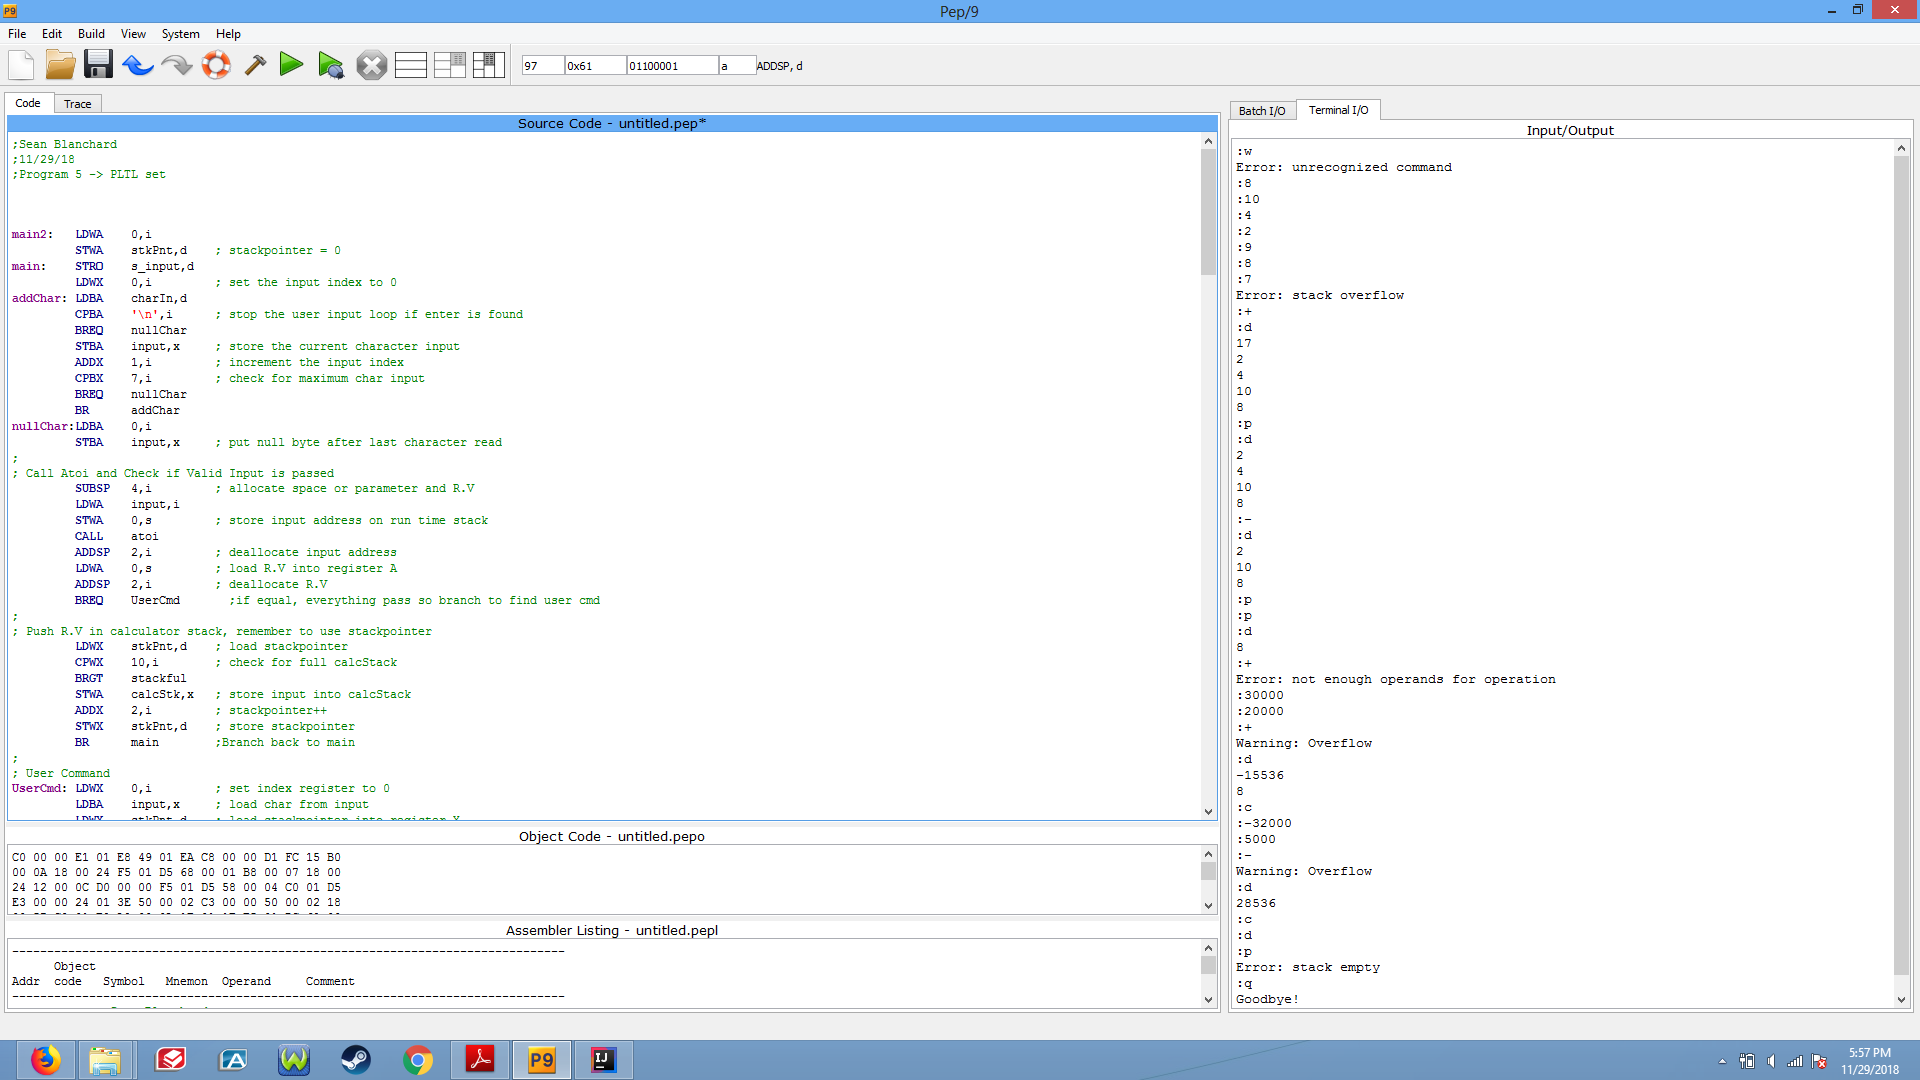 Pep/9
File Edit Build View System Help
97 0x61 01100001 a ADDSP, d
Code Trace
Source Code - untitled.pep*
;Sean Blanchard
;11/29/18
;Program 5 -> PLTL set
main2: LDWA 0,i
STWA stkPnt,d ; stackpointer = 0
main: STRO s_input,d
LDWX 0,i ; set the input index to 0
addChar: LDBA charIn,d
CPBA '\n',i ; stop the user input loop if enter is found
BREQ nullChar
STBA input,x ; store the current character input
ADDX 1,i ; increment the input index
CPBX 7,i ; check for maximum char input
BREQ nullChar
BR addChar
nullChar:LDBA 0,i
STBA input,x ; put null byte after last character read
;
; Call Atoi and Check if Valid Input is passed
SUBSP 4,i ; allocate space or parameter and R.V
LDWA input,i
STWA 0,s ; store input address on run time stack
CALL atoi
ADDSP 2,i ; deallocate input address
LDWA 0,s ; load R.V into register A
ADDSP 2,i ; deallocate R.V
BREQ UserCmd ;if equal, everything pass so branch to find user cmd
;
; Push R.V in calculator stack, remember to use stackpointer
LDWX stkPnt,d ; load stackpointer
CPWX 10,i ; check for full calcStack
BRGT stackful
STWA calcStk,x ; store input into calcStack
ADDX 2,i ; stackpointer++
STWX stkPnt,d ; store stackpointer
BR main ;Branch back to main
;
; User Command
UserCmd: LDWX 0,i ; set index register to 0
LDBA input,x ; load char from input
LDWX stkPnt,d ; load stackpointer into register X
Object Code - untitled.pepo
C0 00 00 E1 01 E8 49 01 EA C8 00 00 D1 FC 15 B0
00 0A 18 00 24 F5 01 D5 68 00 01 B8 00 07 18 00
24 12 00 0C D0 00 00 F5 01 D5 58 00 04 C0 01 D5
E3 00 00 24 01 3E 50 00 02 C3 00 00 50 00 02 18
Assembler Listing - untitled.pepl
-------------------------------------------------------------------------------
Object
Addr code Symbol Mnemon Operand Comment
-------------------------------------------------------------------------------
Batch I/O Terminal I/O
Input/Output
:w
Error: unrecognized command
:8
:10
:4
:2
:9
:8
:7
Error: stack overflow
:+
:d
17
2
4
10
8
:p
:d
2
4
10
8
:-
:d
2
10
8
:p
:p
:d
8
:+
Error: not enough operands for operation
:30000
:20000
:+
Warning: Overflow
:d
-15536
8
:c
:-32000
:5000
:-
Warning: Overflow
:d
28536
:c
:d
:p
Error: stack empty
:q
Goodbye!
P9
IJ
5:57 PM
11/29/2018